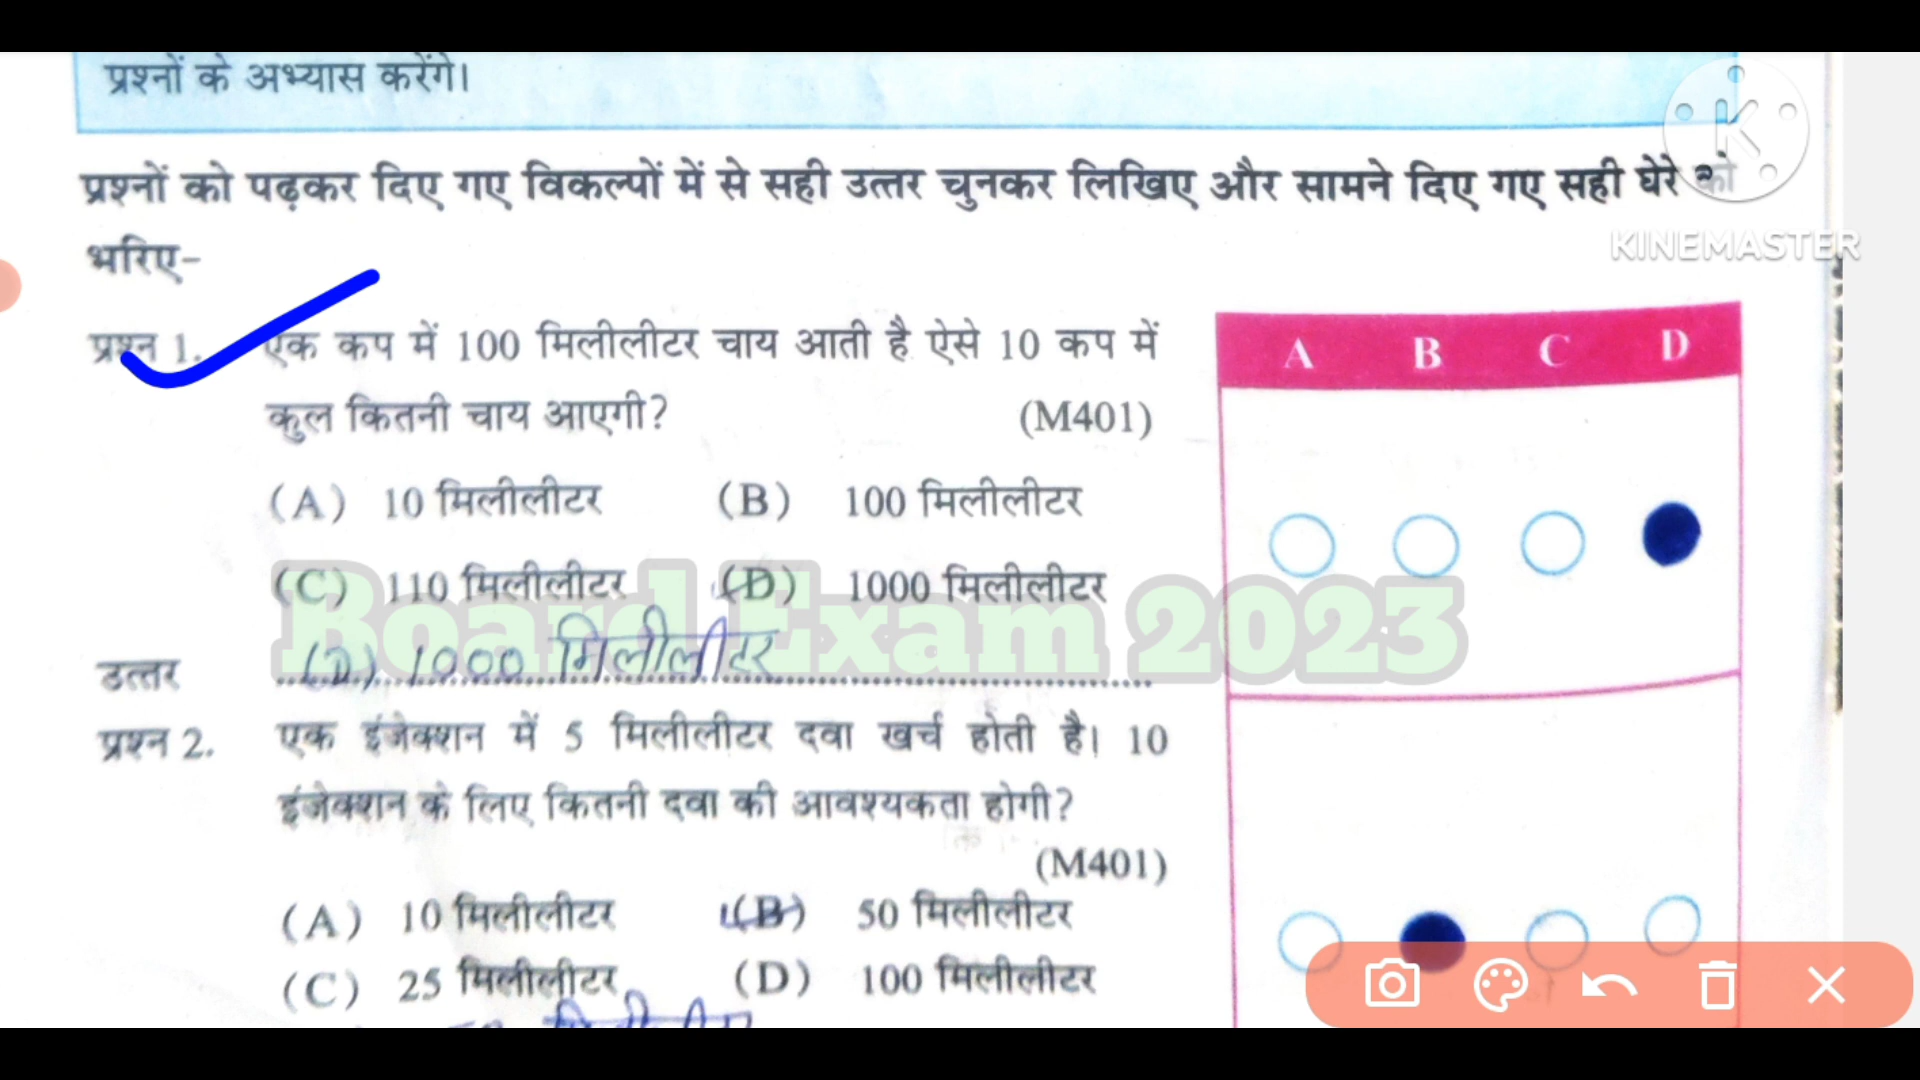 प्रश्नों के अभ्यास करेंगे।
प्रश्नों को पढ़कर दिए गए विकल्पों में से सही उत्तर चुनकर लिखिए और सामने दिए गए सही घेरे को
भरिए-
KINEMASTER
प्रश्न 1. एक कप में 100 मिलीलीटर चाय आती है ऐसे 10 कप में
कुल कितनी चाय आएगी? (M401)
A B C D
(A) 10 मिलीलीटर (B) 100 मिलीलीटर
(C) 110 मिलीलीटर (D) 1000 मिलीलीटर
Board Exam 2023
उत्तर (D) 1000 मिलीलीटर
प्रश्न 2. एक इंजेक्शन में 5 मिलीलीटर दवा खर्च होती है। 10
इंजेक्शन के लिए कितनी दवा की आवश्यकता होगी?
(M401)
(A) 10 मिलीलीटर (B) 50 मिलीलीटर
(C) 25 मिलीलीटर (D) 100 मिलीलीटर